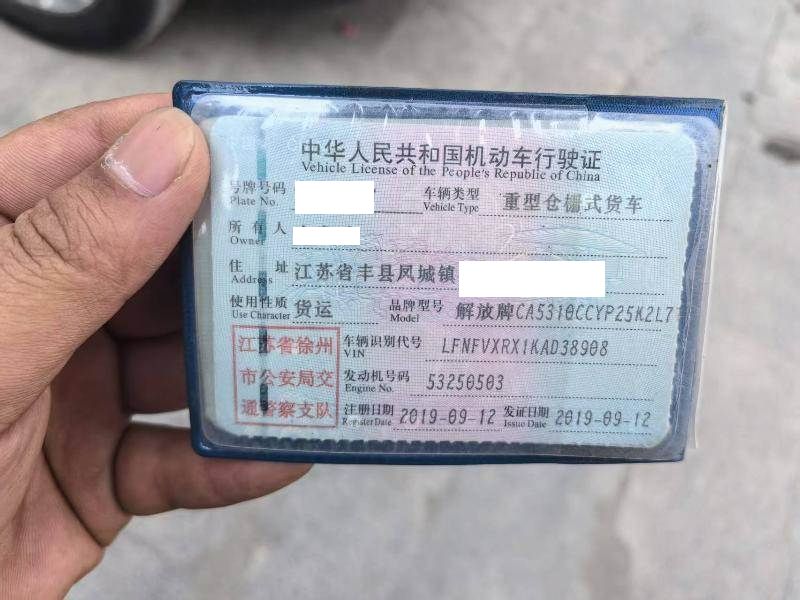 中华人民共和国机动车行驶证
Vehicle License of the People's Republic of China
号牌号码
Plate No.
车辆类型 重型仓栅式货车
Vehicle Type
所有人
Owner
住址 江苏省丰县凤城镇
Address
使用性质 货运
Use Character
品牌型号 解放牌CA5310CCYP25K2L7
Model
江苏省徐州
市公安局交
通警察支队
车辆识别代号 LFNFVXRX1KAD38908
VIN
发动机号码 53250503
Engine No.
注册日期 2019-09-12 发证日期 2019-09-12
Register Date Issue Date